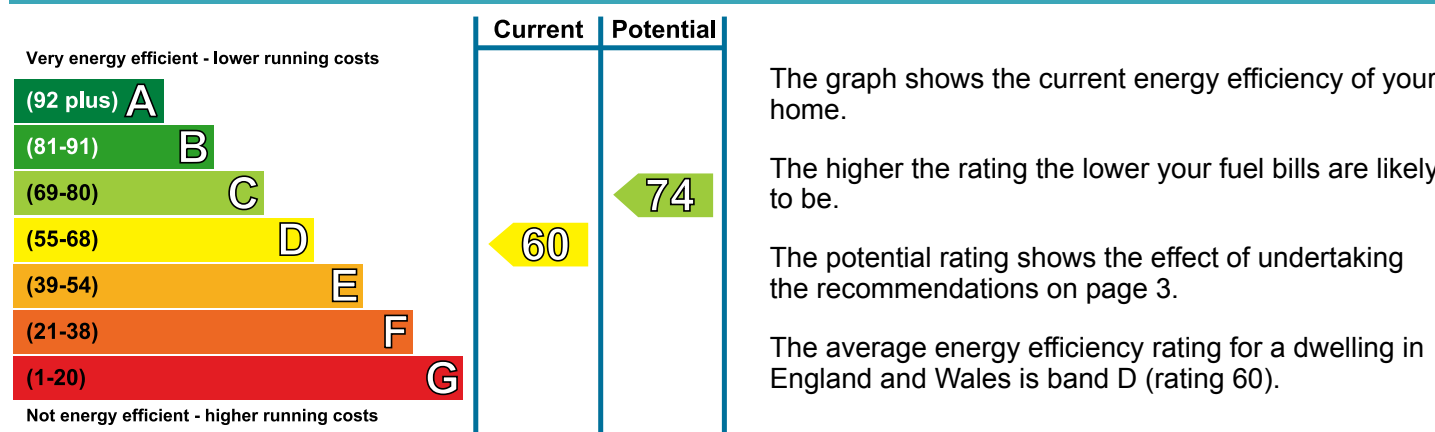 Current Potential
Very energy efficient - lower running costs
(92 plus) A
(81-91) B
(69-80) C
74
(55-68) D
60
(39-54) E
(21-38) F
(1-20) G
Not energy efficient - higher running costs
The graph shows the current energy efficiency of your
home.
The higher the rating the lower your fuel bills are likely
to be.
The potential rating shows the effect of undertaking
the recommendations on page 3.
The average energy efficiency rating for a dwelling in
England and Wales is band D (rating 60).